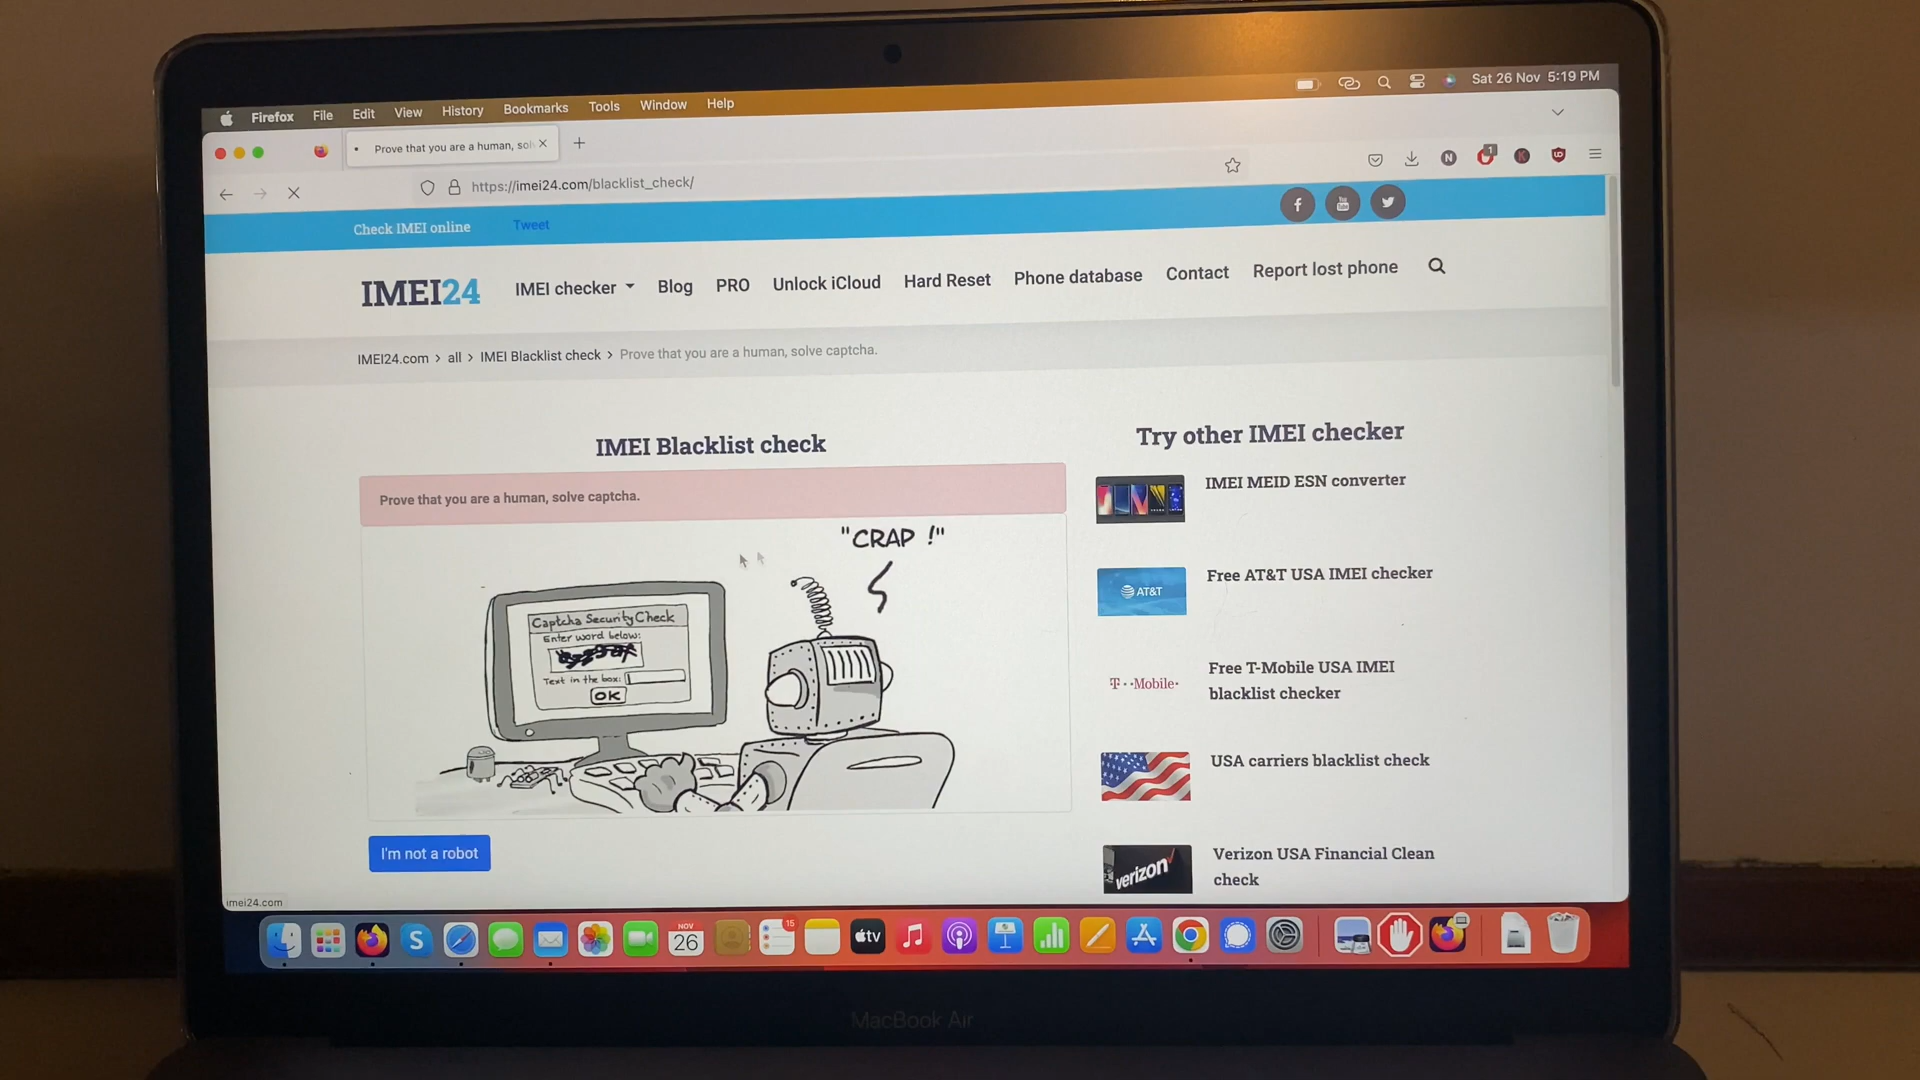 Firefox File Edit View History Bookmarks Tools Window Help
Sat 26 Nov 5:19 PM
Prove that you are a human, sol
https://imei24.com/blacklist_check/
1
Check IMEI online
Tweet
IMEI24
IMEI checker
Blog
PRO
Unlock iCloud
Hard Reset
Phone database
Contact
Report lost phone
IMEI24.com > all > IMEI Blacklist check > Prove that you are a human, solve captcha.
IMEI Blacklist check
Prove that you are a human, solve captcha.
"CRAP !"
Captcha Security Check
Enter word below:
Text in the box:
OK
I'm not a robot
Try other IMEI checker
IMEI MEID ESN converter
AT&T
Free AT&T USA IMEI checker
T··Mobile·
Free T-Mobile USA IMEI
blacklist checker
USA carriers blacklist check
verizon
Verizon USA Financial Clean
check
imei24.com
NOV
26
15
tv
MacBook Air